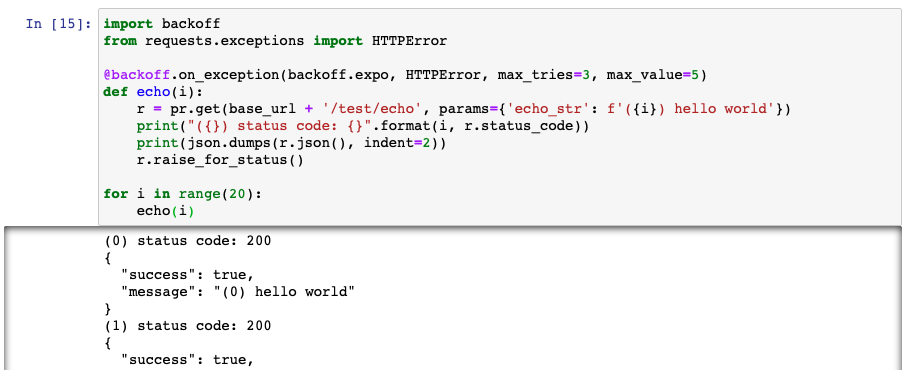 In [15]: import backoff
from requests.exceptions import HTTPError

@backoff.on_exception(backoff.expo, HTTPError, max_tries=3, max_value=5)
def echo(i):
    r = pr.get(base_url + '/test/echo', params={'echo_str': f'({i}) hello world'})
    print("({}) status code: {}".format(i, r.status_code))
    print(json.dumps(r.json(), indent=2))
    r.raise_for_status()

for i in range(20):
    echo(i)
(0) status code: 200
{
  "success": true,
  "message": "(0) hello world"
}
(1) status code: 200
{
  "success": true,